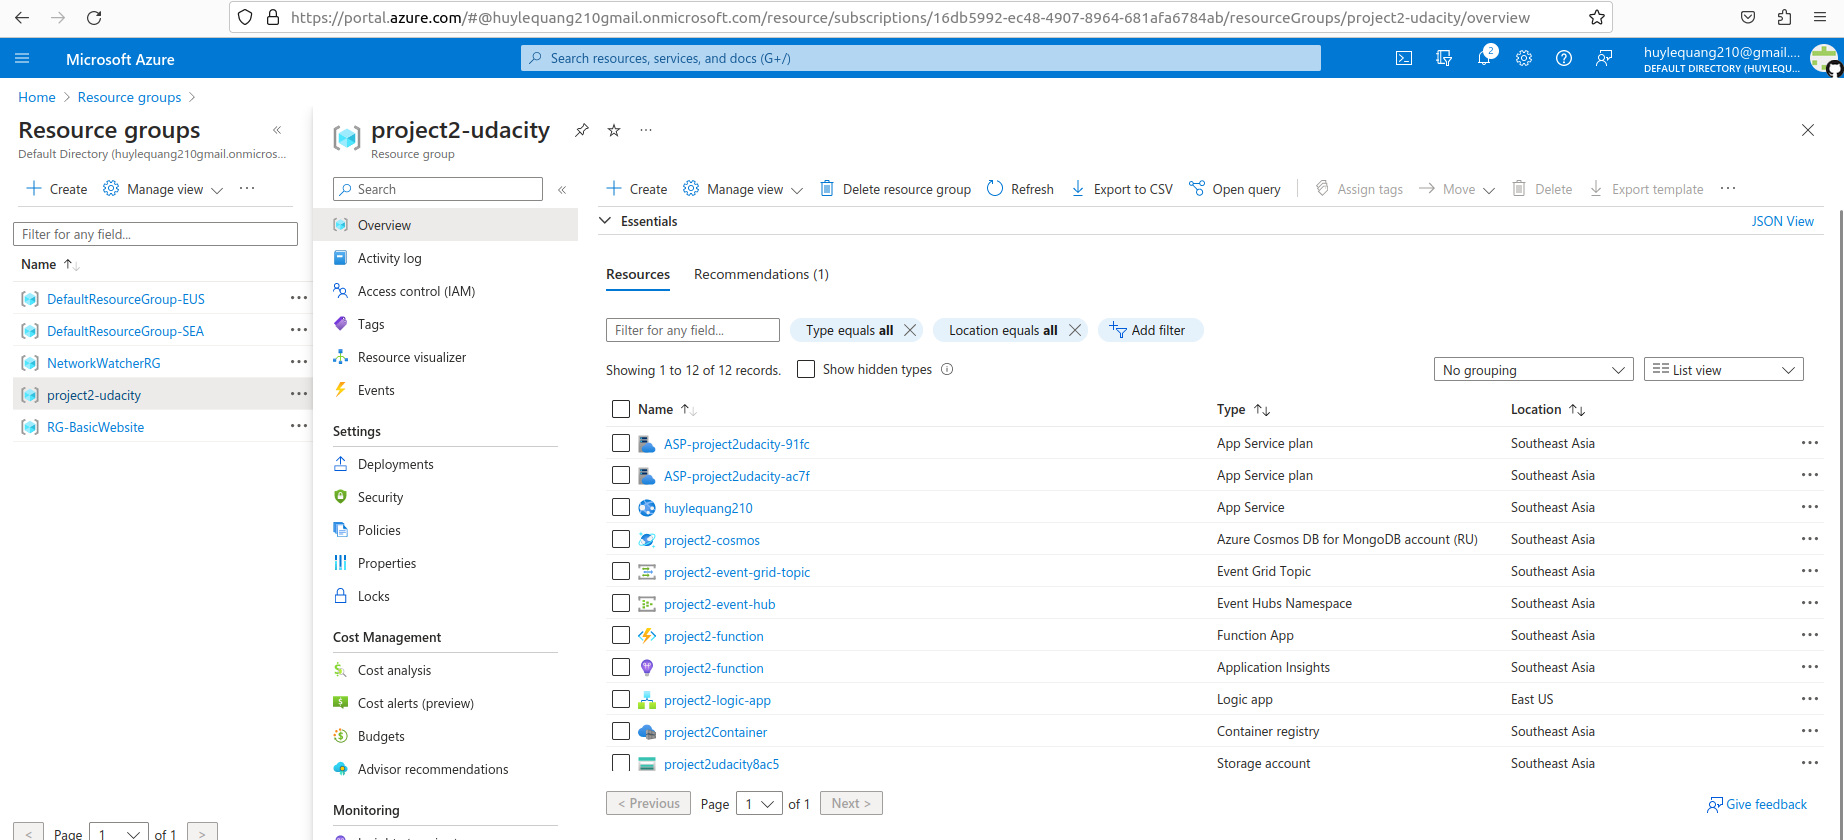 https://portal.azure.com/#@huylequang210gmail.onmicrosoft.com/resource/subscriptions/16db5992-ec48-4907-8964-681afa6784ab/resourceGroups/project2-udacity/overview
Microsoft Azure
Search resources, services, and docs (G+/)
2
huylequang210@gmail....
DEFAULT DIRECTORY (HUYLEQU...
Home > Resource groups >
Resource groups
Default Directory (huylequang210gmail.onmicros...
Create
Manage view
Filter for any field...
Name
DefaultResourceGroup-EUS
DefaultResourceGroup-SEA
NetworkWatcherRG
project2-udacity
RG-BasicWebsite
< Page 1 of 1 >
project2-udacity
Resource group
Search
Overview
Activity log
Access control (IAM)
Tags
Resource visualizer
Events
Settings
Deployments
Security
Policies
Properties
Locks
Cost Management
Cost analysis
Cost alerts (preview)
Budgets
Advisor recommendations
Monitoring
Create Manage view Delete resource group Refresh Export to CSV Open query Assign tags Move Delete Export template
Essentials JSON View
Resources Recommendations (1)
Filter for any field... Type equals all Location equals all Add filter
Showing 1 to 12 of 12 records. Show hidden types No grouping List view
Name Type Location
ASP-project2udacity-91fc App Service plan Southeast Asia
ASP-project2udacity-ac7f App Service plan Southeast Asia
huylequang210 App Service Southeast Asia
project2-cosmos Azure Cosmos DB for MongoDB account (RU) Southeast Asia
project2-event-grid-topic Event Grid Topic Southeast Asia
project2-event-hub Event Hubs Namespace Southeast Asia
project2-function Function App Southeast Asia
project2-function Application Insights Southeast Asia
project2-logic-app Logic app East US
project2Container Container registry Southeast Asia
project2udacity8ac5 Storage account Southeast Asia
< Previous Page 1 of 1 Next >
Give feedback